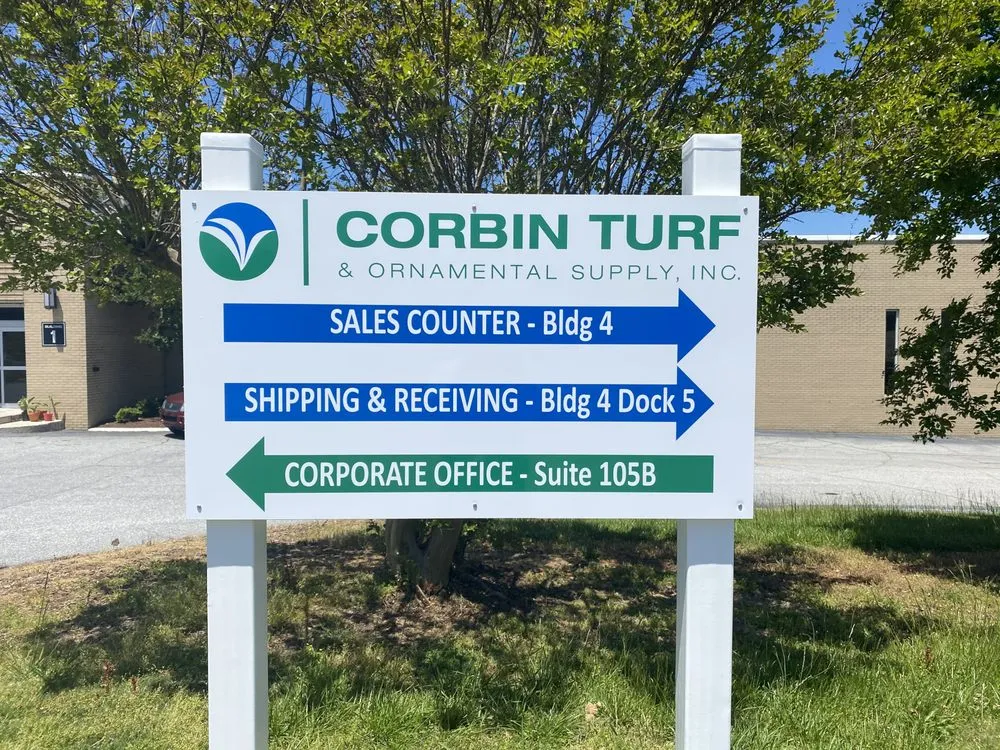 CORBIN TURF
& ORNAMENTAL SUPPLY, INC.
SALES COUNTER - Bldg 4
SHIPPING & RECEIVING - Bldg 4 Dock 5
CORPORATE OFFICE - Suite 105B
BUILDING
1